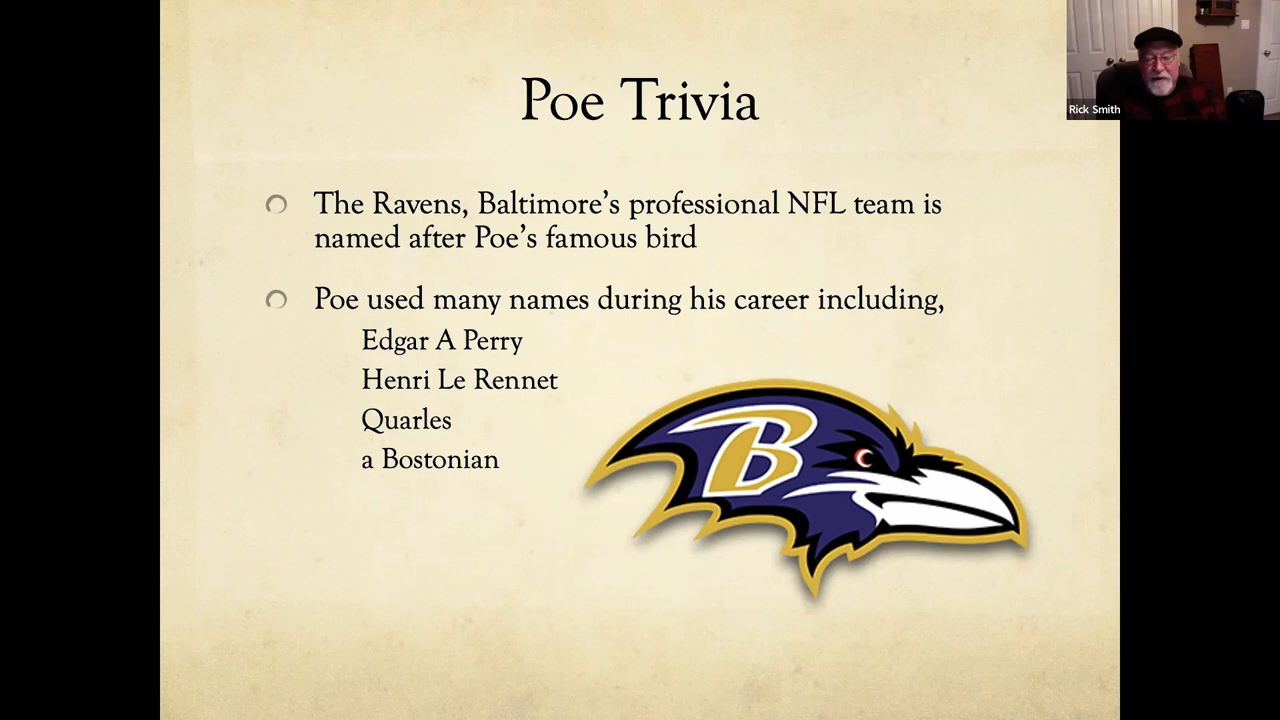 Poe Trivia
The Ravens, Baltimore’s professional NFL team is
named after Poe’s famous bird
Poe used many names during his career including,
Edgar A Perry
Henri Le Rennet
Quarles
a Bostonian
B
Rick Smith